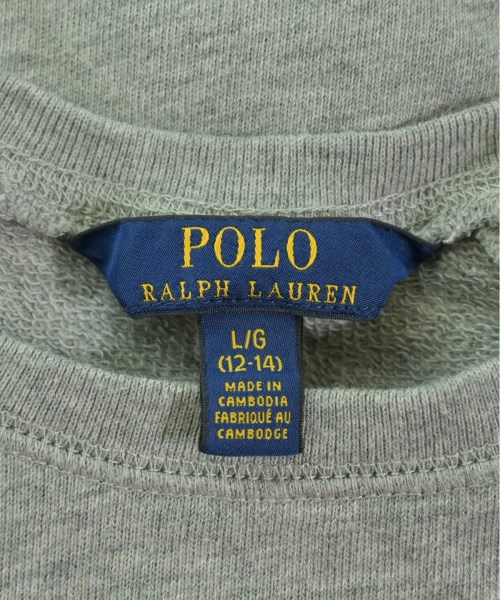 POLO
RALPH LAUREN
L/G
(12-14)
MADE IN
CAMBODIA
FABRIQUÉ AU
CAMBODGE